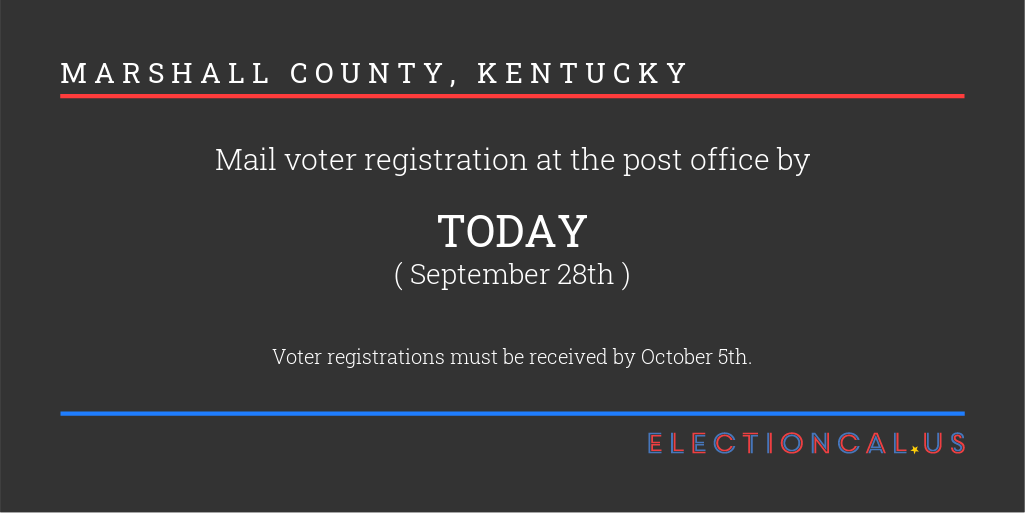 MARSHALL COUNTY, KENTUCKY
Mail voter registration at the post office by
TODAY
( September 28th )
Voter registrations must be received by October 5th.
ELECTIONCAL.US